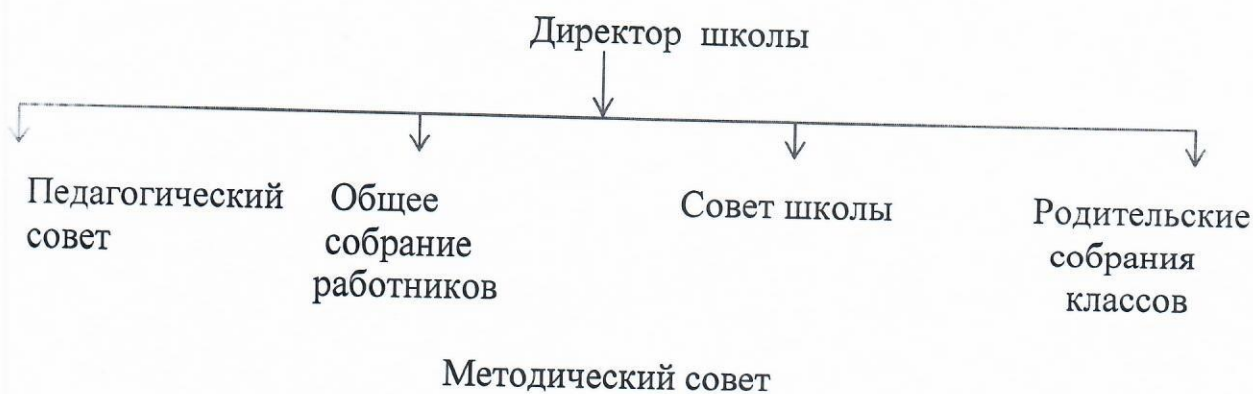 Директор школы
Педагогический
совет
Общее
собрание
работников
Совет школы
Родительские
собрания
классов
Методический совет